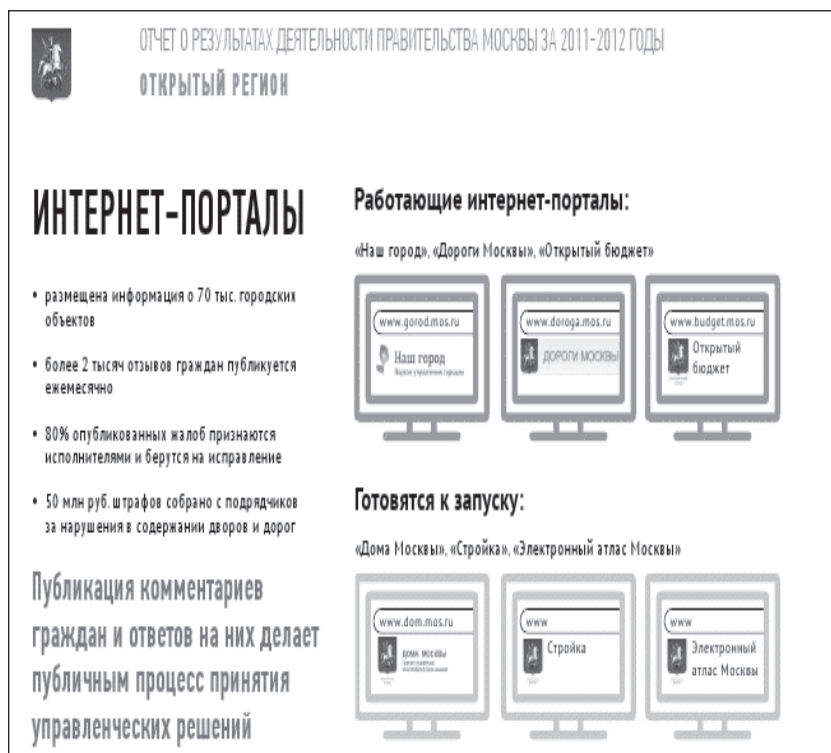 ОТЧЕТ О РЕЗУЛЬТАТАХ ДЕЯТЕЛЬНОСТИ ПРАВИТЕЛЬСТВА МОСКВЫ ЗА 2011-2012 ГОДЫ
ОТКРЫТЫЙ РЕГИОН
ИНТЕРНЕТ-ПОРТАЛЫ
• размещена информация о 70 тыс. городских
объектов
• более 2 тысяч отзывов граждан публикуется
ежемесячно
• 80% опубликованных жалоб признаются
исполнителями и берутся на исправление
• 50 млн руб. штрафов собрано с подрядчиков
за нарушения в содержании дворов и дорог
Публикация комментариев
граждан и ответов на них делает
публичным процесс принятия
управленческих решений
Работающие интернет-порталы:
«Наш город», «Дороги Москвы», «Открытый бюджет»
www.gorod.mos.ru
Наш город
www.doroga.mos.ru
ДОРОГИ МОСКВЫ
www.budget.mos.ru
Открытый
бюджет
Готовятся к запуску:
«Дома Москвы», «Стройка», «Электронный атлас Москвы»
www.dom.mos.ru
ДОМА МОСКВЫ
www
Стройка
www
Электронный
атлас Москвы